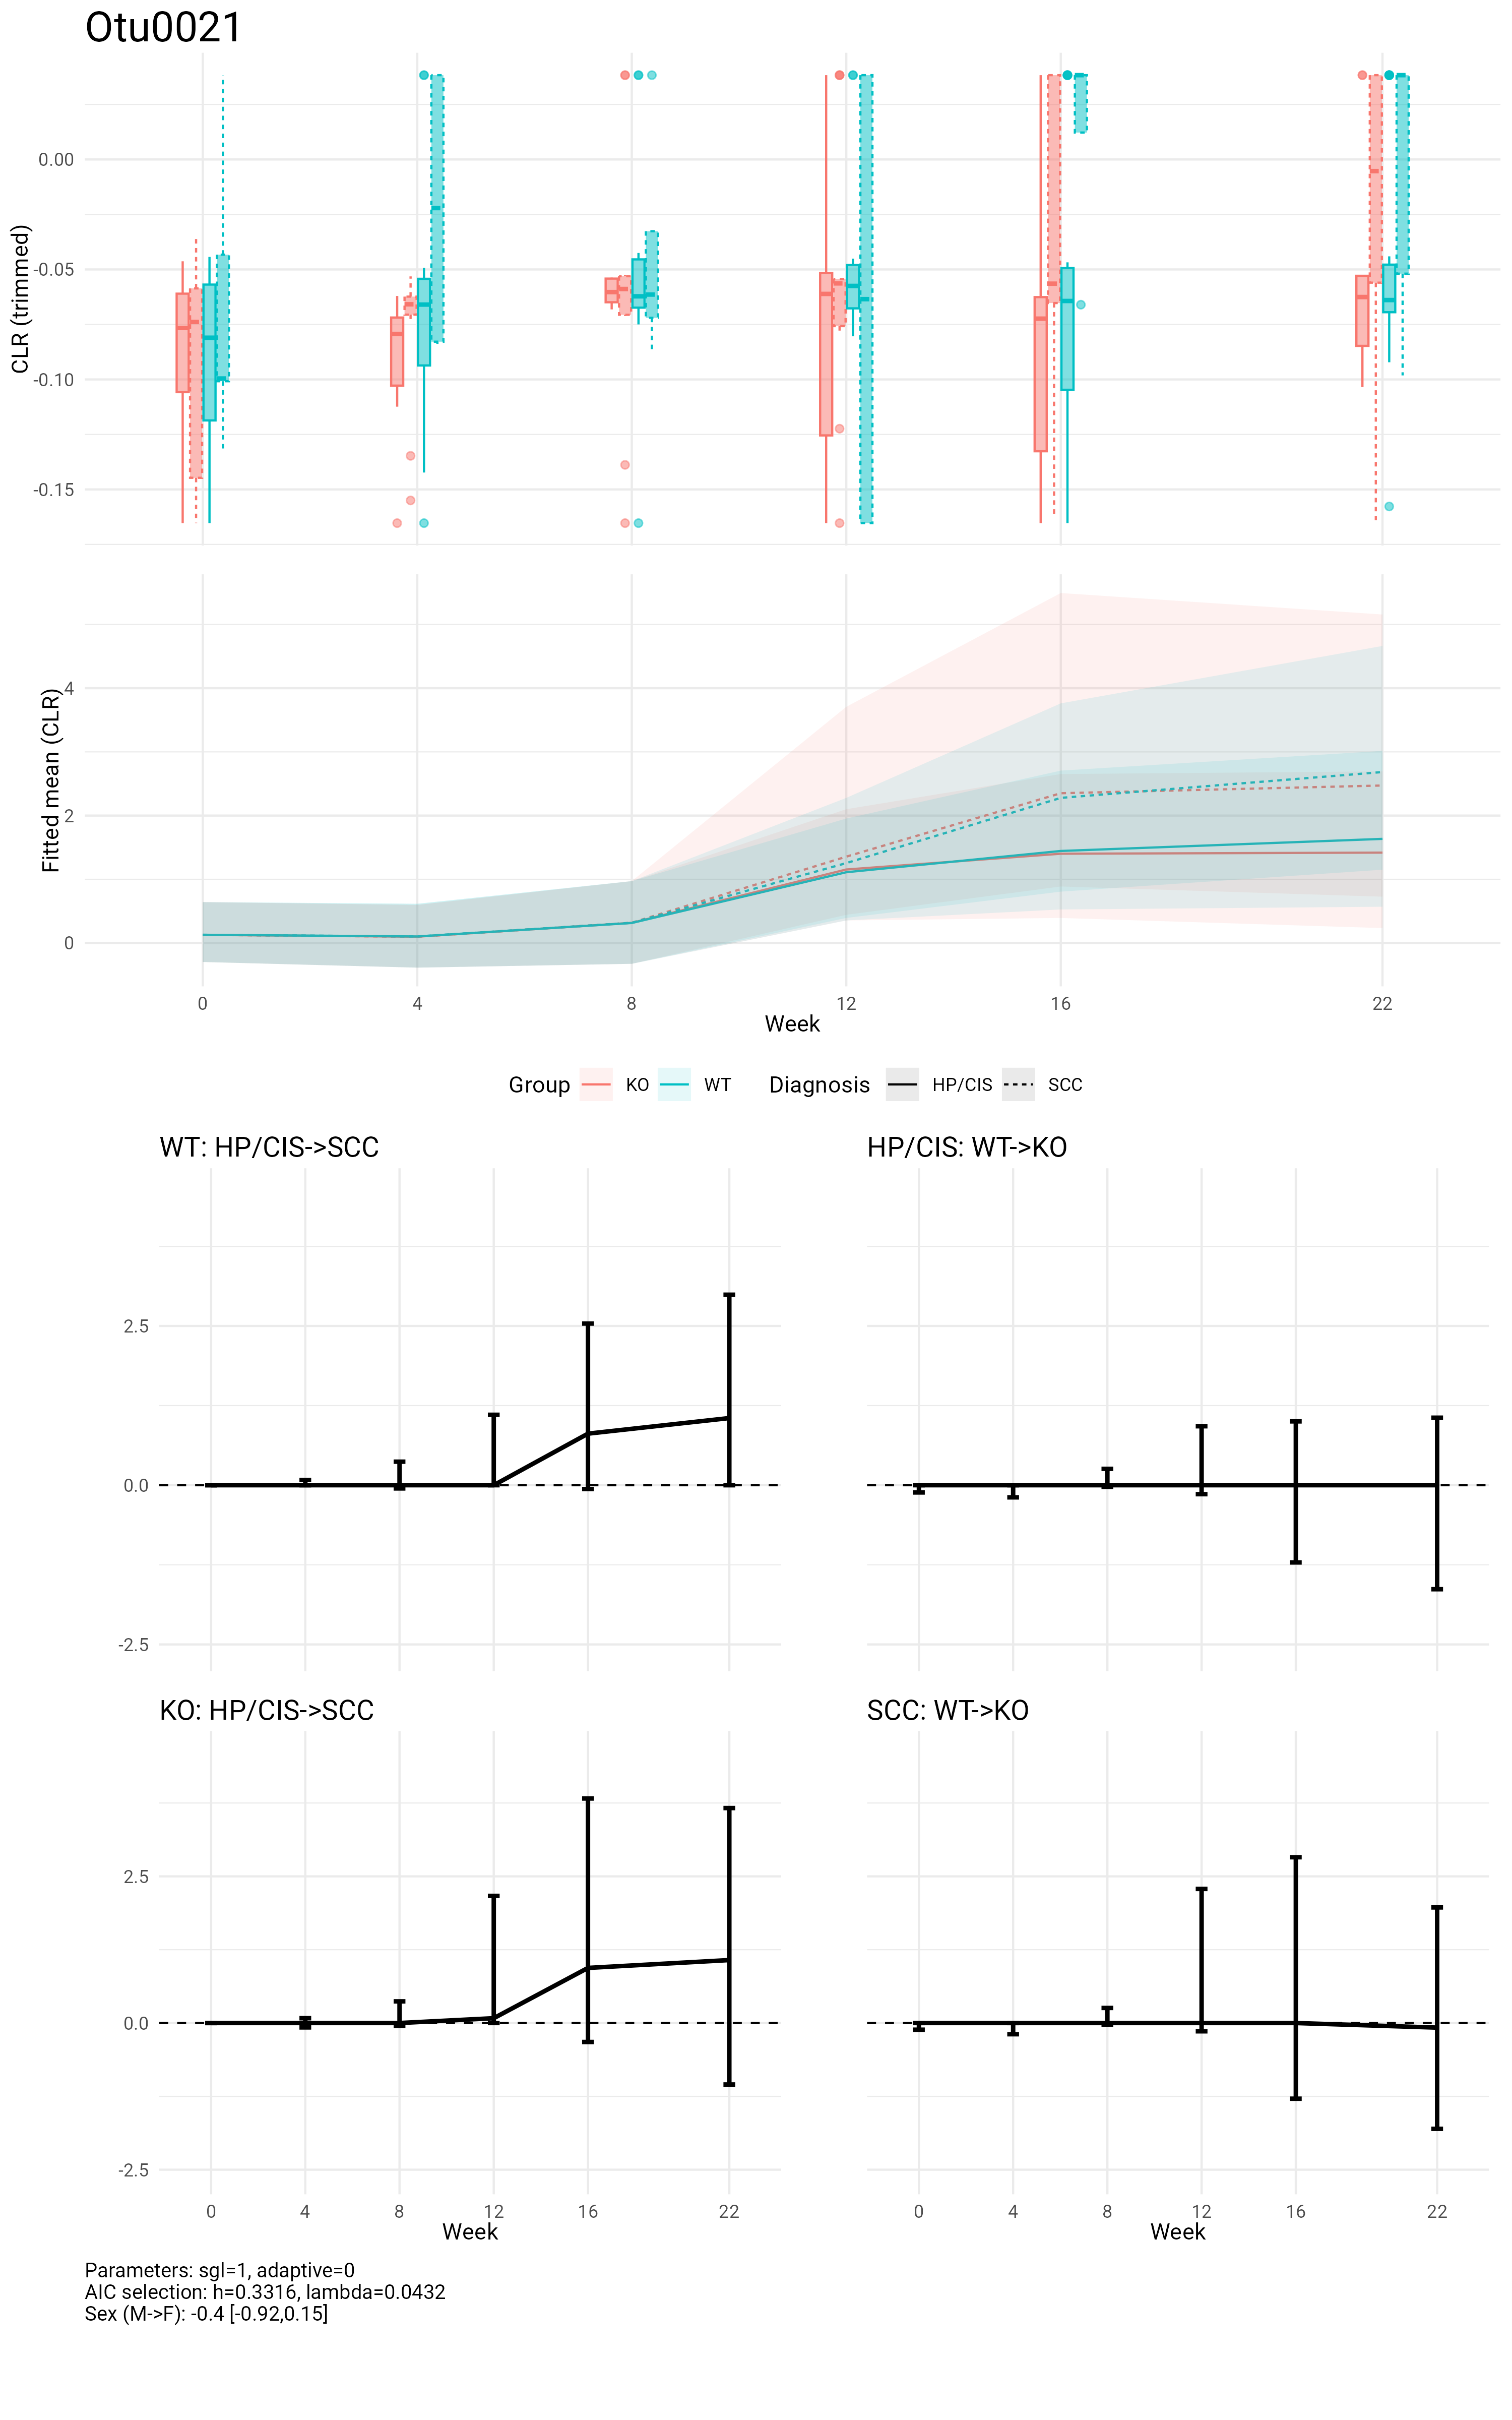 Otu0021
CLR (trimmed)
0.00
-0.05
-0.10
-0.15
Fitted mean (CLR)
4
2
0
0 4 8 12 16 22
Week
Group KO WT Diagnosis HP/CIS SCC
WT: HP/CIS->SCC
HP/CIS: WT->KO
2.5
0.0
-2.5
KO: HP/CIS->SCC
SCC: WT->KO
2.5
0.0
-2.5
0 4 8 12 16 22
0 4 8 12 16 22
Week
Week
Parameters: sgl=1, adaptive=0
AIC selection: h=0.3316, lambda=0.0432
Sex (M->F): -0.4 [-0.92,0.15]